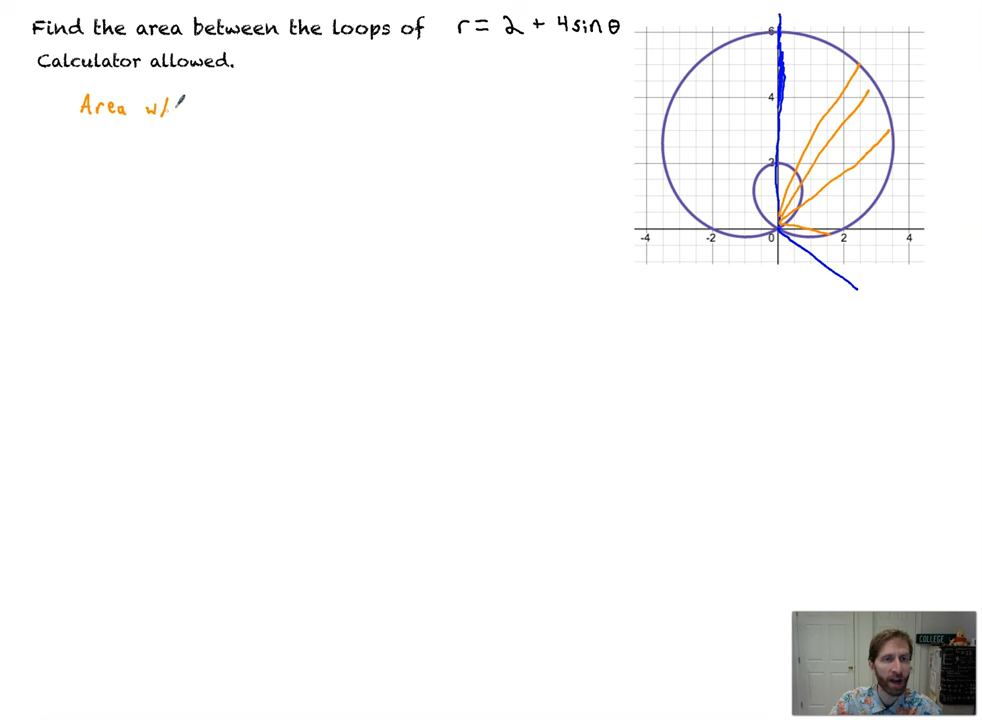 Find the area between the loops of r = 2 + 4sinθ
Calculator allowed.
Area w/
6
4
2
-4 -2 0 2 4
COLLEGE